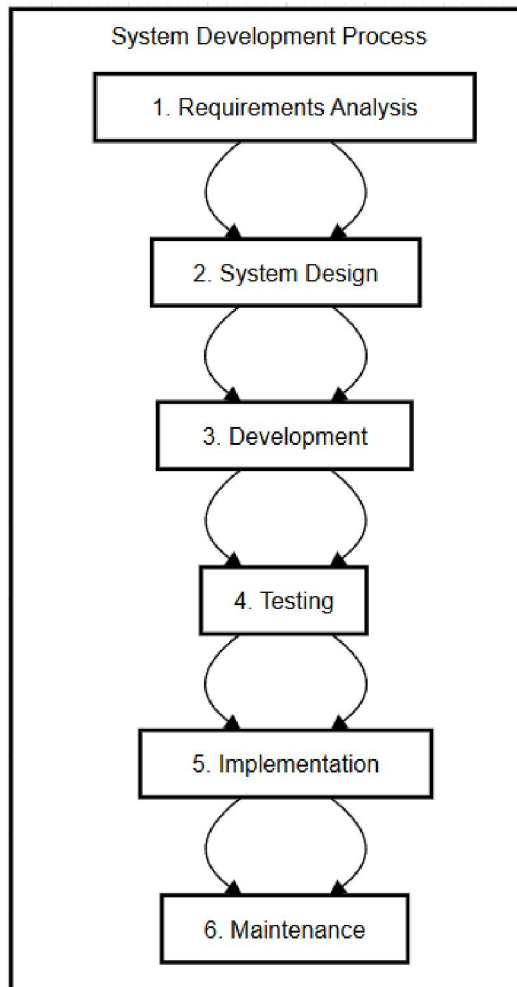 System Development Process
1. Requirements Analysis
2. System Design
3. Development
4. Testing
5. Implementation
6. Maintenance